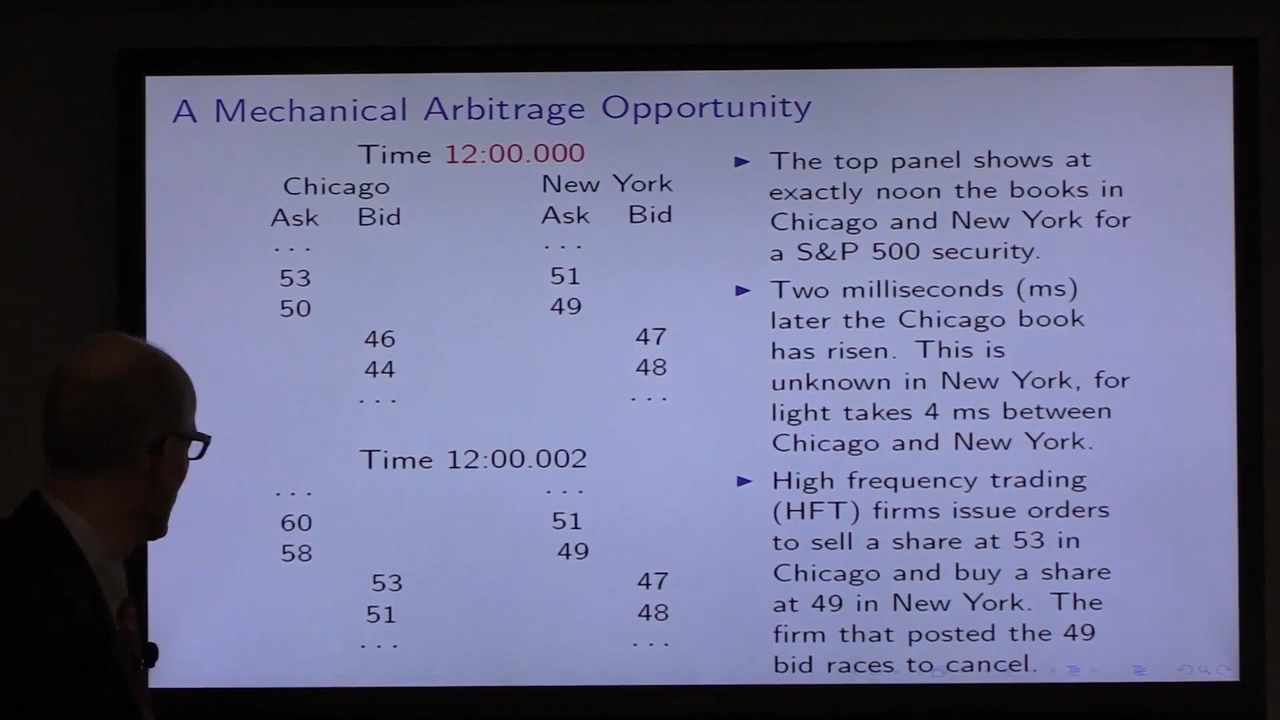 A Mechanical Arbitrage Opportunity
Time 12:00.000
Chicago New York
Ask Bid Ask Bid
. . . . . .
53 51
50 49
46 47
44 48
. . . . . .
Time 12:00.002
. . . . . .
60 51
58 49
53 47
51 48
. . . . . .
► The top panel shows at
exactly noon the books in
Chicago and New York for
a S&P 500 security.
► Two milliseconds (ms)
later the Chicago book
has risen. This is
unknown in New York, for
light takes 4 ms between
Chicago and New York.
► High frequency trading
(HFT) firms issue orders
to sell a share at 53 in
Chicago and buy a share
at 49 in New York. The
firm that posted the 49
bid races to cancel.